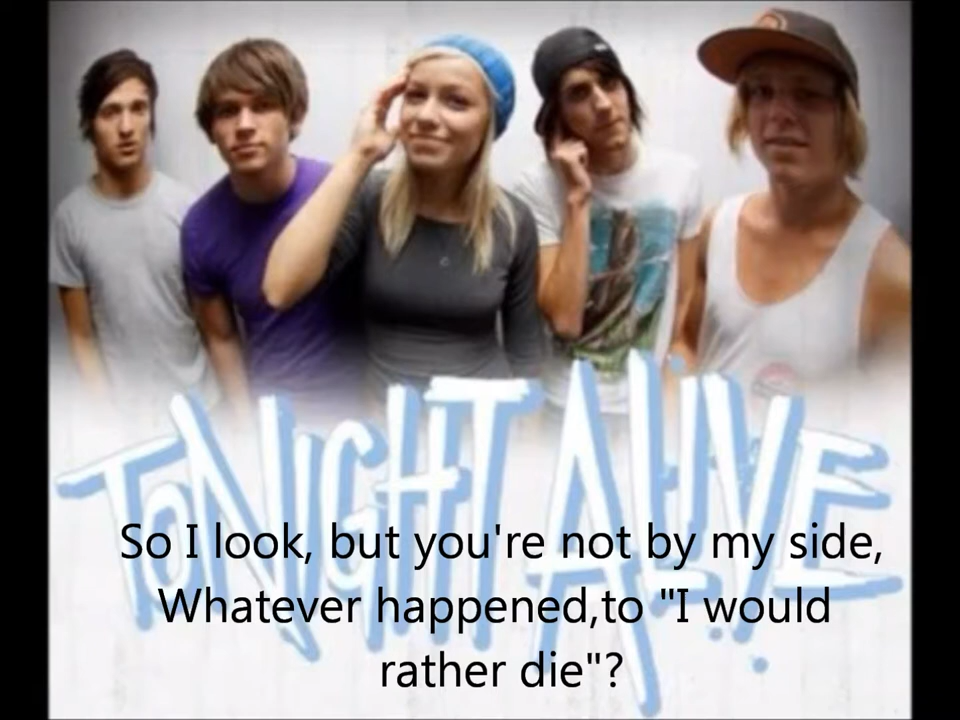 TONIGHT ALIVE
So I look, but you're not by my side,
Whatever happened,to "I would
rather die"?